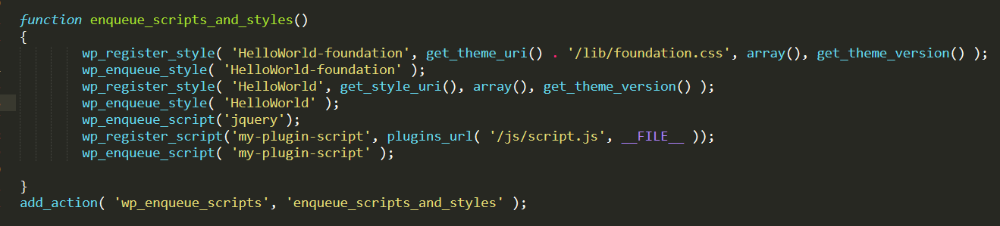 function enqueue_scripts_and_styles()
{
wp_register_style( 'HelloWorld-foundation', get_theme_uri() . '/lib/foundation.css', array(), get_theme_version() );
wp_enqueue_style( 'HelloWorld-foundation' );
wp_register_style( 'HelloWorld', get_style_uri(), array(), get_theme_version() );
wp_enqueue_style( 'HelloWorld' );
wp_enqueue_script('jquery');
wp_register_script('my-plugin-script', plugins_url( '/js/script.js', __FILE__ ));
wp_enqueue_script( 'my-plugin-script' );
}
add_action( 'wp_enqueue_scripts', 'enqueue_scripts_and_styles' );